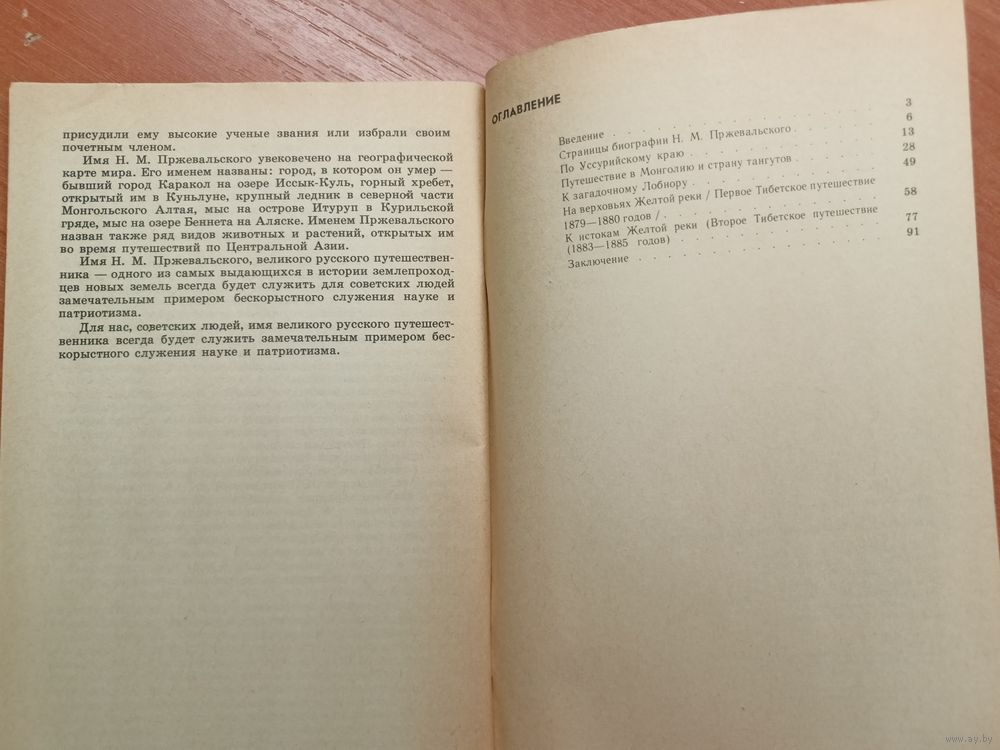 присудили ему высокие ученые звания или избрали своим
почетным членом.
Имя Н. М. Пржевальского увековечено на географической
карте мира. Его именем названы: город, в котором он умер —
бывший город Каракол на озере Иссык-Куль, горный хребет,
открытый им в Куньлуне, крупный ледник в северной части
Монгольского Алтая, мыс на острове Итуруп в Курильской
гряде, мыс на озере Беннета на Аляске. Именем Пржевальского
назван также ряд видов животных и растений, открытых им
во время путешествий по Центральной Азии.
Имя Н. М. Пржевальского, великого русского путешествен-
ника — одного из самых выдающихся в истории землепроход-
цев новых земель всегда будет служить для советских людей
замечательным примером бескорыстного служения науке и
патриотизма.
Для нас, советских людей, имя великого русского путешест-
венника всегда будет служить замечательным примером бес-
корыстного служения науке и патриотизма.
ОГЛАВЛЕНИЕ
Введение . . . . . . . . . . . . 3
Страницы биографии Н. М. Пржевальского . . . . . 6
По Уссурийскому краю . . . . . . . . . 13
Путешествие в Монголию и страну тангутов . . . . . 28
К загадочному Лобнору . . . . . . . . . 49
На верховьях Желтой реки / Первое Тибетское путешествие
1879—1880 годов / . . . . . . . . . . 58
К истокам Желтой реки (Второе Тибетское путешествие
(1883—1885 годов) . . . . . . . . . . 77
Заключение . . . . . . . . . . . . 91
www.ay.by